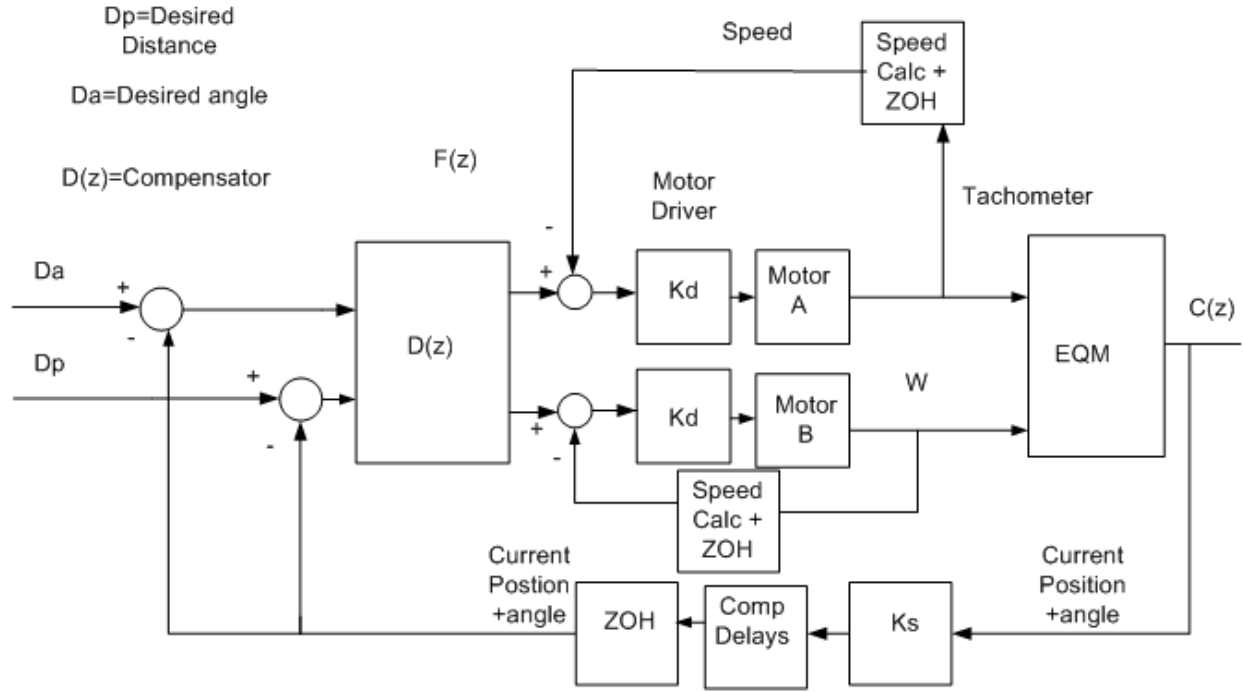 Dp=Desired
Distance
Da=Desired angle
D(z)=Compensator
F(z)
Speed
Speed
Calc +
ZOH
Motor
Driver
Tachometer
Da
+
-
Dp
+
-
D(z)
-
+
Kd
Motor
A
EQM
C(z)
+
-
Kd
Motor
B
W
Speed
Calc +
ZOH
Current
Postion
+angle
ZOH
Comp
Delays
Ks
Current
Position
+angle